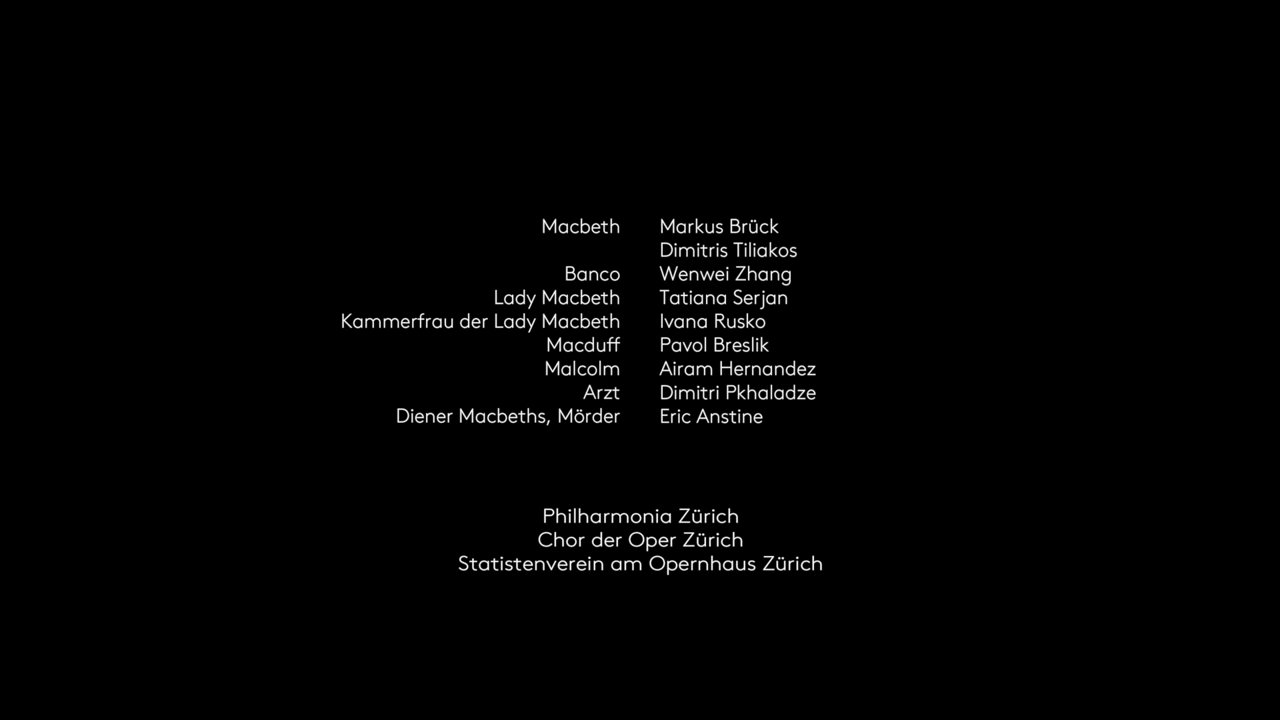 Macbeth Markus Brück
Dimitris Tiliakos
Banco Wenwei Zhang
Lady Macbeth Tatiana Serjan
Kammerfrau der Lady Macbeth Ivana Rusko
Macduff Pavol Breslik
Malcolm Airam Hernandez
Arzt Dimitri Pkhaladze
Diener Macbeths, Mörder Eric Anstine
Philharmonia Zürich
Chor der Oper Zürich
Statistenverein am Opernhaus Zürich